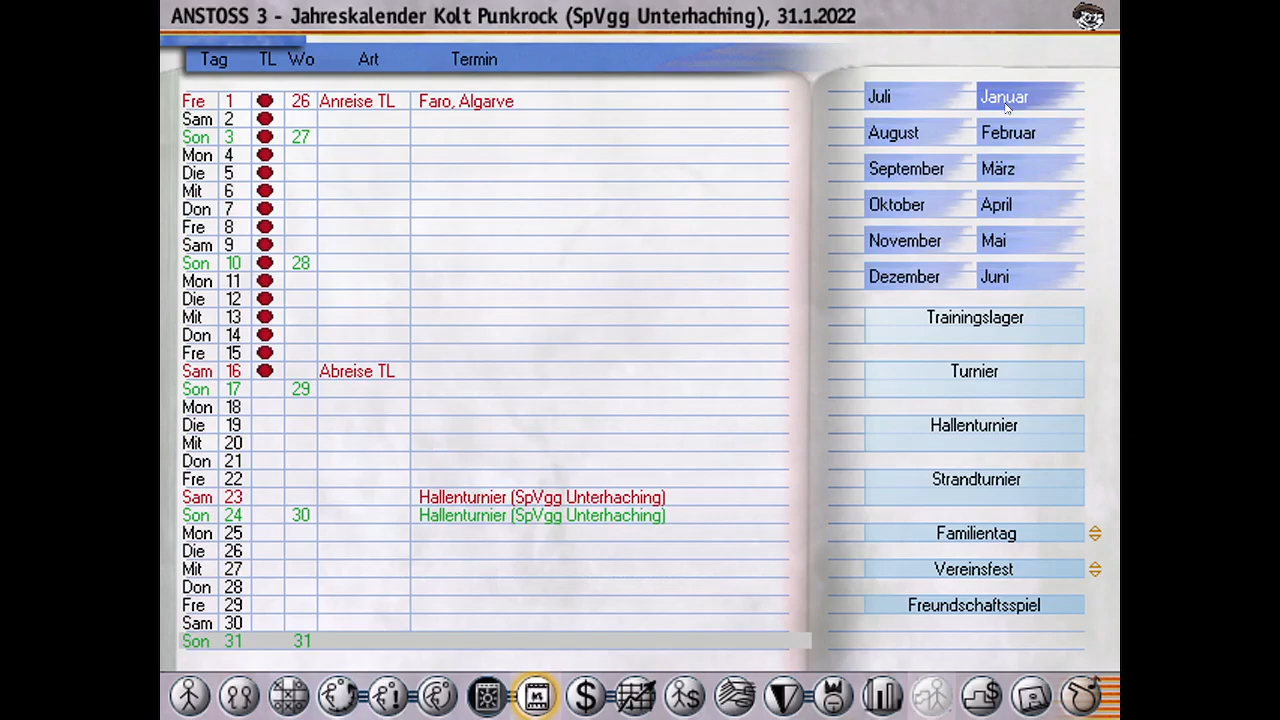 ANSTOSS 3 - Jahreskalender Kolt Punkrock (SpVgg Unterhaching), 31.1.2022
Tag TL Wo Art Termin
Fre 1 26 Anreise TL Faro, Algarve
Sam 2
Son 3 27
Mon 4
Die 5
Mit 6
Don 7
Fre 8
Sam 9
Son 10 28
Mon 11
Die 12
Mit 13
Don 14
Fre 15
Sam 16 Abreise TL
Son 17 29
Mon 18
Die 19
Mit 20
Don 21
Fre 22
Sam 23 Hallenturnier (SpVgg Unterhaching)
Son 24 30 Hallenturnier (SpVgg Unterhaching)
Mon 25
Die 26
Mit 27
Don 28
Fre 29
Sam 30
Son 31 31
Juli Januar
August Februar
September März
Oktober April
November Mai
Dezember Juni
Trainingslager
Turnier
Hallenturnier
Strandturnier
Familientag
Vereinsfest
Freundschaftsspiel